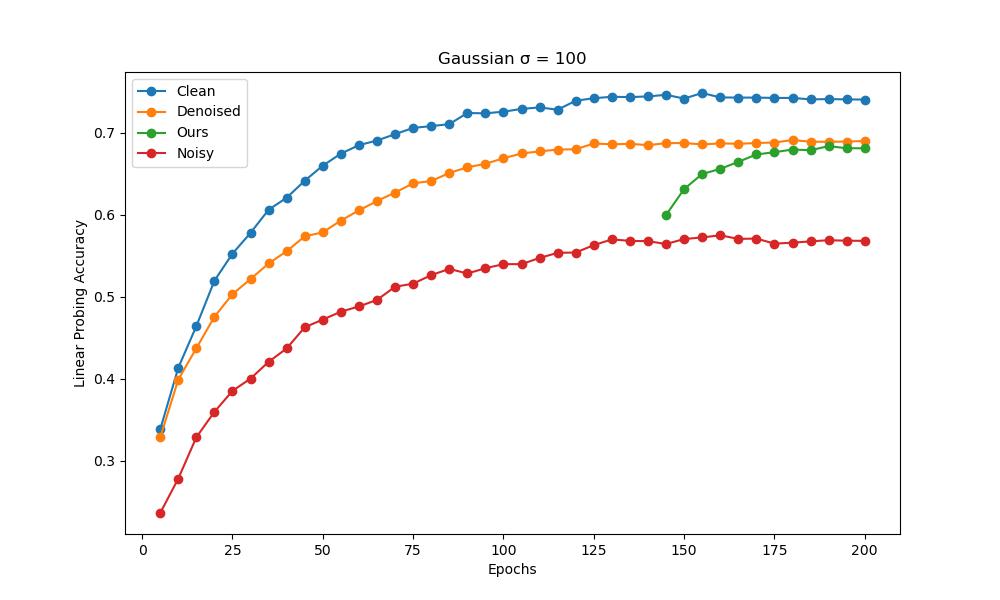 Gaussian σ = 100
Clean
Denoised
Ours
Noisy
Linear Probing Accuracy
0.7
0.6
0.5
0.4
0.3
0 25 50 75 100 125 150 175 200
Epochs